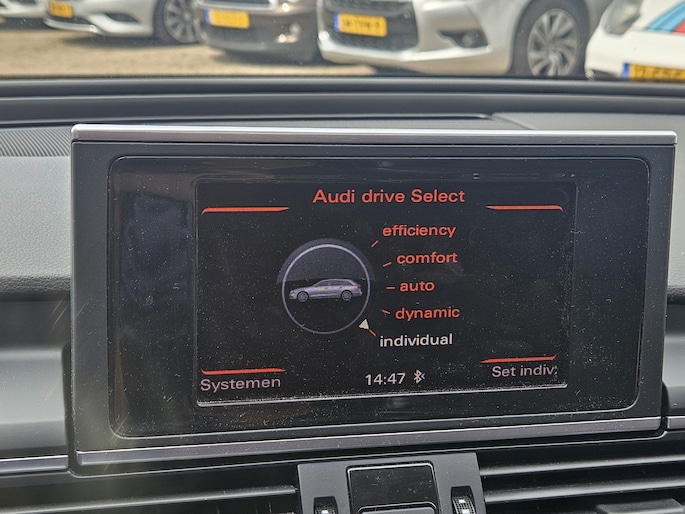 Audi drive Select
efficiency
comfort
auto
dynamic
individual
Systemen
14:47
Set indiv.